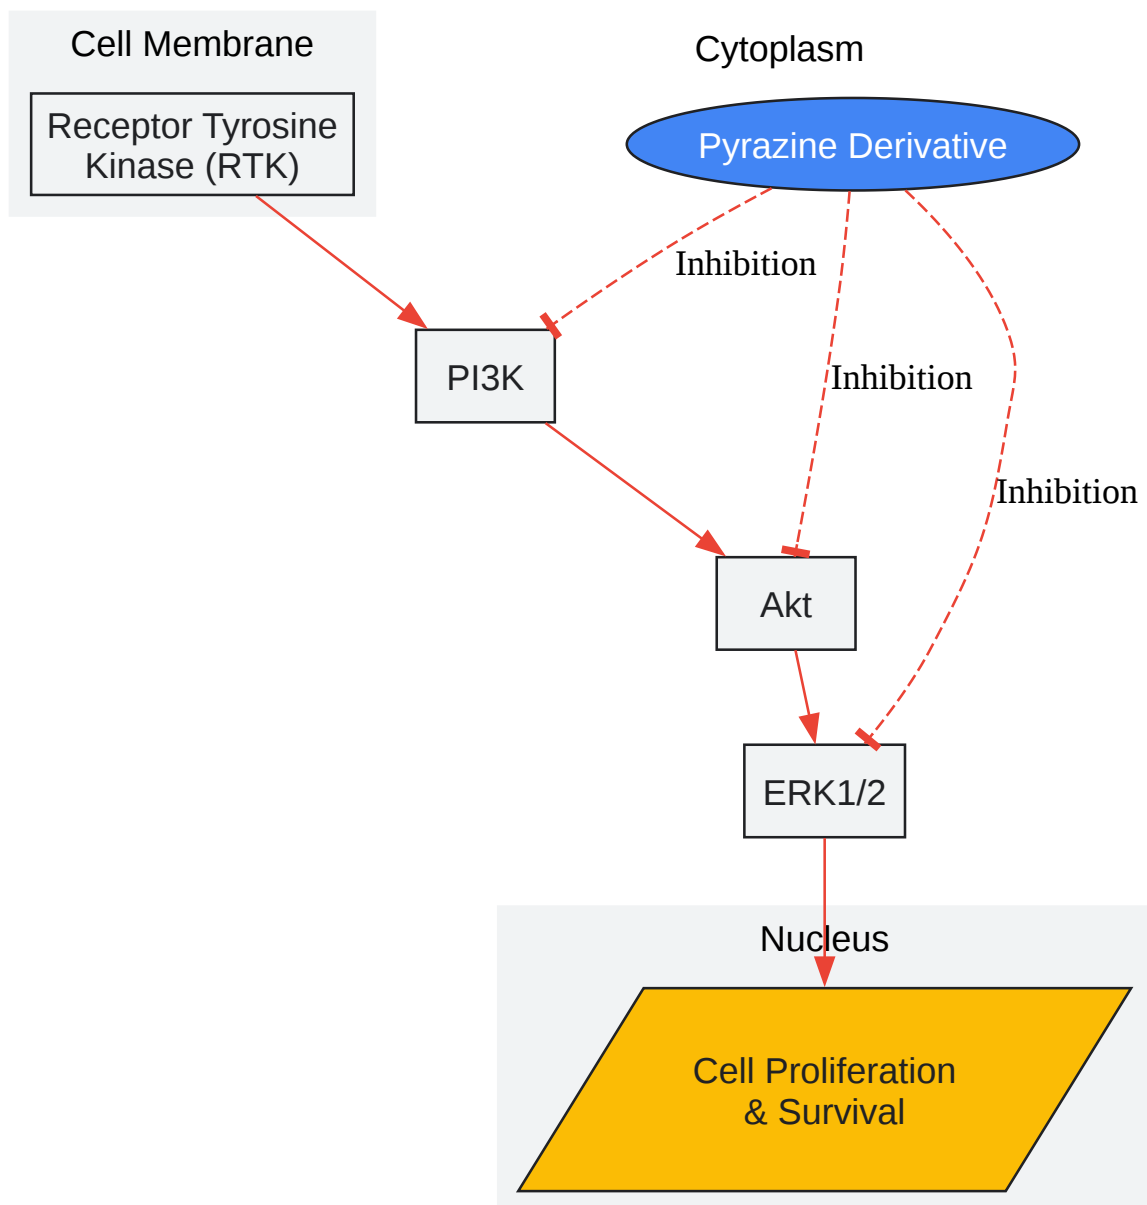 Cell Membrane
Receptor Tyrosine
Kinase (RTK)
Cytoplasm
Pyrazine Derivative
Inhibition
PI3K
Inhibition
Inhibition
Akt
ERK1/2
Nucleus
Cell Proliferation
& Survival